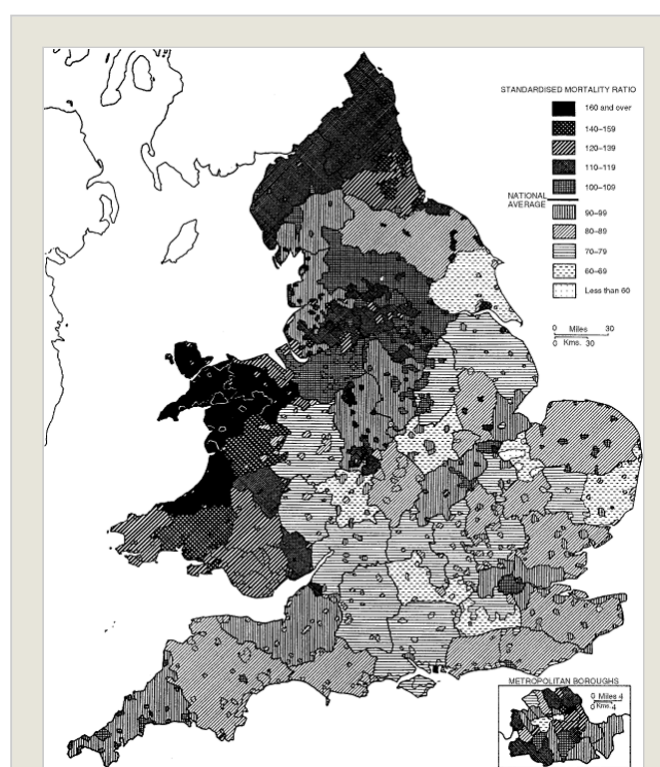 STANDARDISED MORTALITY RATIO
160 and over
140–159
120–139
110–119
100–109
NATIONAL
AVERAGE
90–99
80–89
70–79
60–69
Less than 60
0 Miles 30
0 Kms. 30
METROPOLITAN BOROUGHS
0 Miles 4
0 Kms. 4